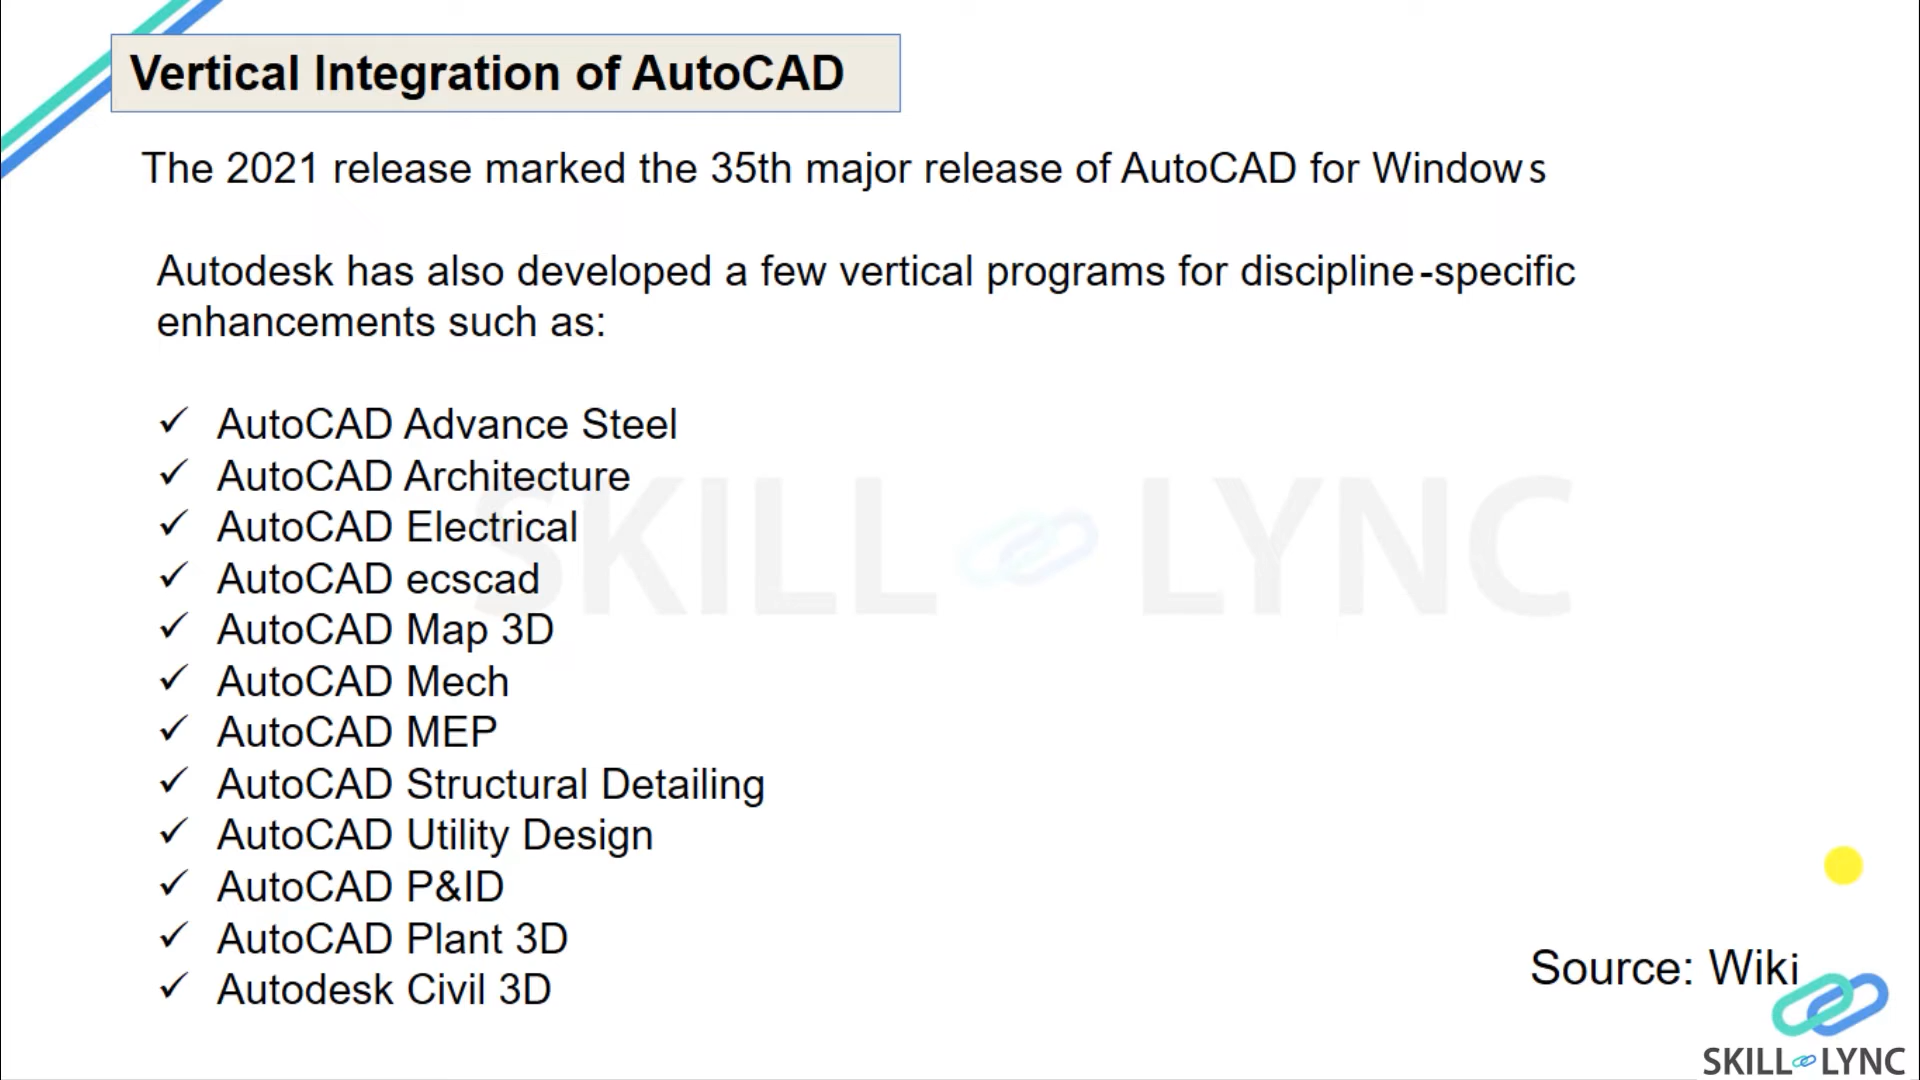 Vertical Integration of AutoCAD
The 2021 release marked the 35th major release of AutoCAD for Windows
Autodesk has also developed a few vertical programs for discipline-specific
enhancements such as:
✓ AutoCAD Advance Steel
✓ AutoCAD Architecture
✓ AutoCAD Electrical
✓ AutoCAD ecscad
✓ AutoCAD Map 3D
✓ AutoCAD Mech
✓ AutoCAD MEP
✓ AutoCAD Structural Detailing
✓ AutoCAD Utility Design
✓ AutoCAD P&ID
✓ AutoCAD Plant 3D
✓ Autodesk Civil 3D
SKILL LYNC
Source: Wiki
SKILL LYNC